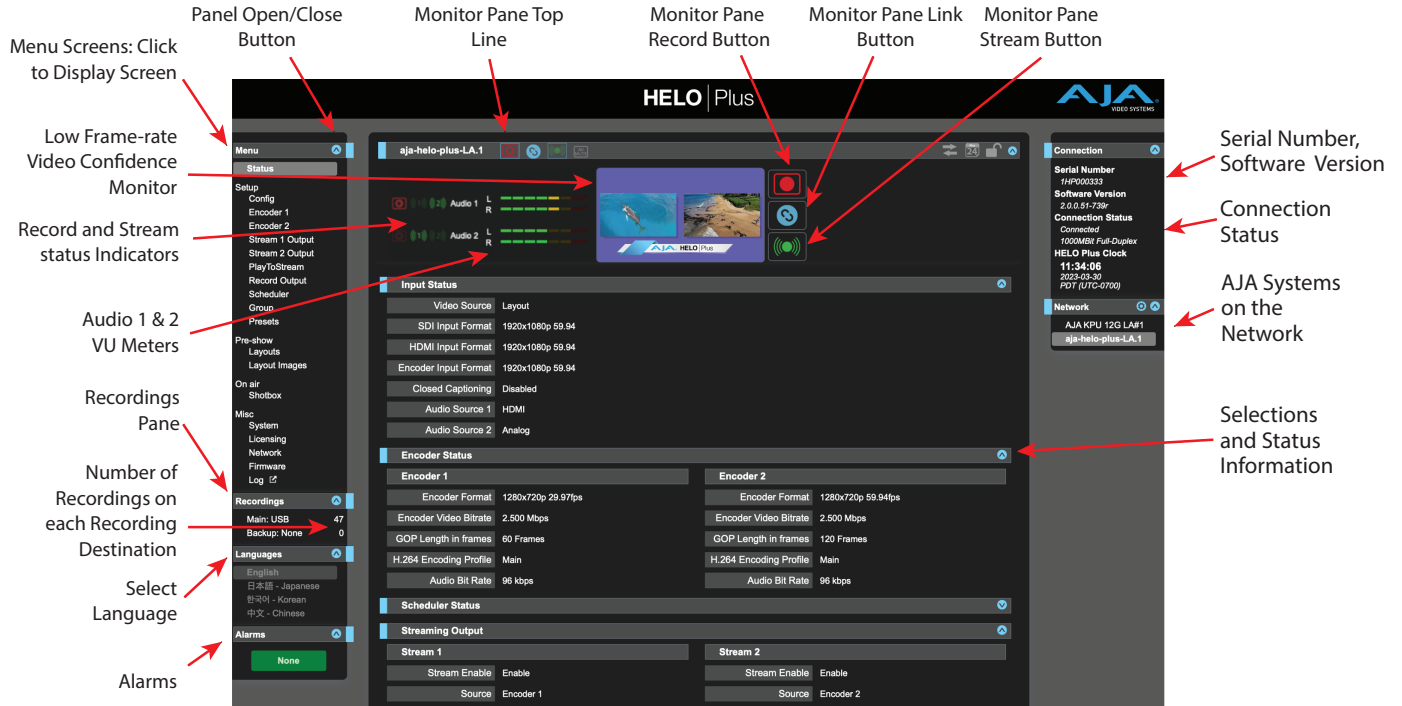 Panel Open/Close
Button
Monitor Pane Top
Line
Monitor Pane
Record Button
Monitor Pane Link
Button
Monitor Pane
Stream Button
Menu Screens: Click
to Display Screen
Low Frame-rate
Video Confidence
Monitor
Record and Stream
status Indicators
Audio 1 & 2
VU Meters
Recordings
Pane
Number of
Recordings on
each Recording
Destination
Select
Language
Alarms
HELO | Plus
AJA
VIDEO SYSTEMS
Menu
Status
Setup
Config
Encoder 1
Encoder 2
Stream 1 Output
Stream 2 Output
PlayToStream
Record Output
Scheduler
Group
Presets
Pre-show
Layouts
Layout Images
On air
Shotbox
Misc
System
Licensing
Network
Firmware
Log
Recordings
Main: USB 47
Backup: None 0
Languages
English
日本語 - Japanese
한국어 - Korean
中文 - Chinese
Alarms
None
aja-helo-plus-LA.1
24
2 Audio 1 L
R
1 Audio 2 L
R
AJA HELO | Plus
Input Status
Video Source Layout
SDI Input Format 1920x1080p 59.94
HDMI Input Format 1920x1080p 59.94
Encoder Input Format 1920x1080p 59.94
Closed Captioning Disabled
Audio Source 1 HDMI
Audio Source 2 Analog
Encoder Status
Encoder 1 Encoder 2
Encoder Format 1280x720p 29.97fps Encoder Format 1280x720p 59.94fps
Encoder Video Bitrate 2.500 Mbps Encoder Video Bitrate 2.500 Mbps
GOP Length in frames 60 Frames GOP Length in frames 120 Frames
H.264 Encoding Profile Main H.264 Encoding Profile Main
Audio Bit Rate 96 kbps Audio Bit Rate 96 kbps
Scheduler Status
Streaming Output
Stream 1 Stream 2
Stream Enable Enable Stream Enable Enable
Source Encoder 1 Source Encoder 2
Connection
Serial Number
1HP000333
Software Version
2.0.0.51-739r
Connection Status
Connected
1000MBit Full-Duplex
HELO Plus Clock
11:34:06
2023-03-30
PDT (UTC-0700)
Network
AJA KPU 12G LA#1
aja-helo-plus-LA.1
Serial Number,
Software Version
Connection
Status
AJA Systems
on the
Network
Selections
and Status
Information